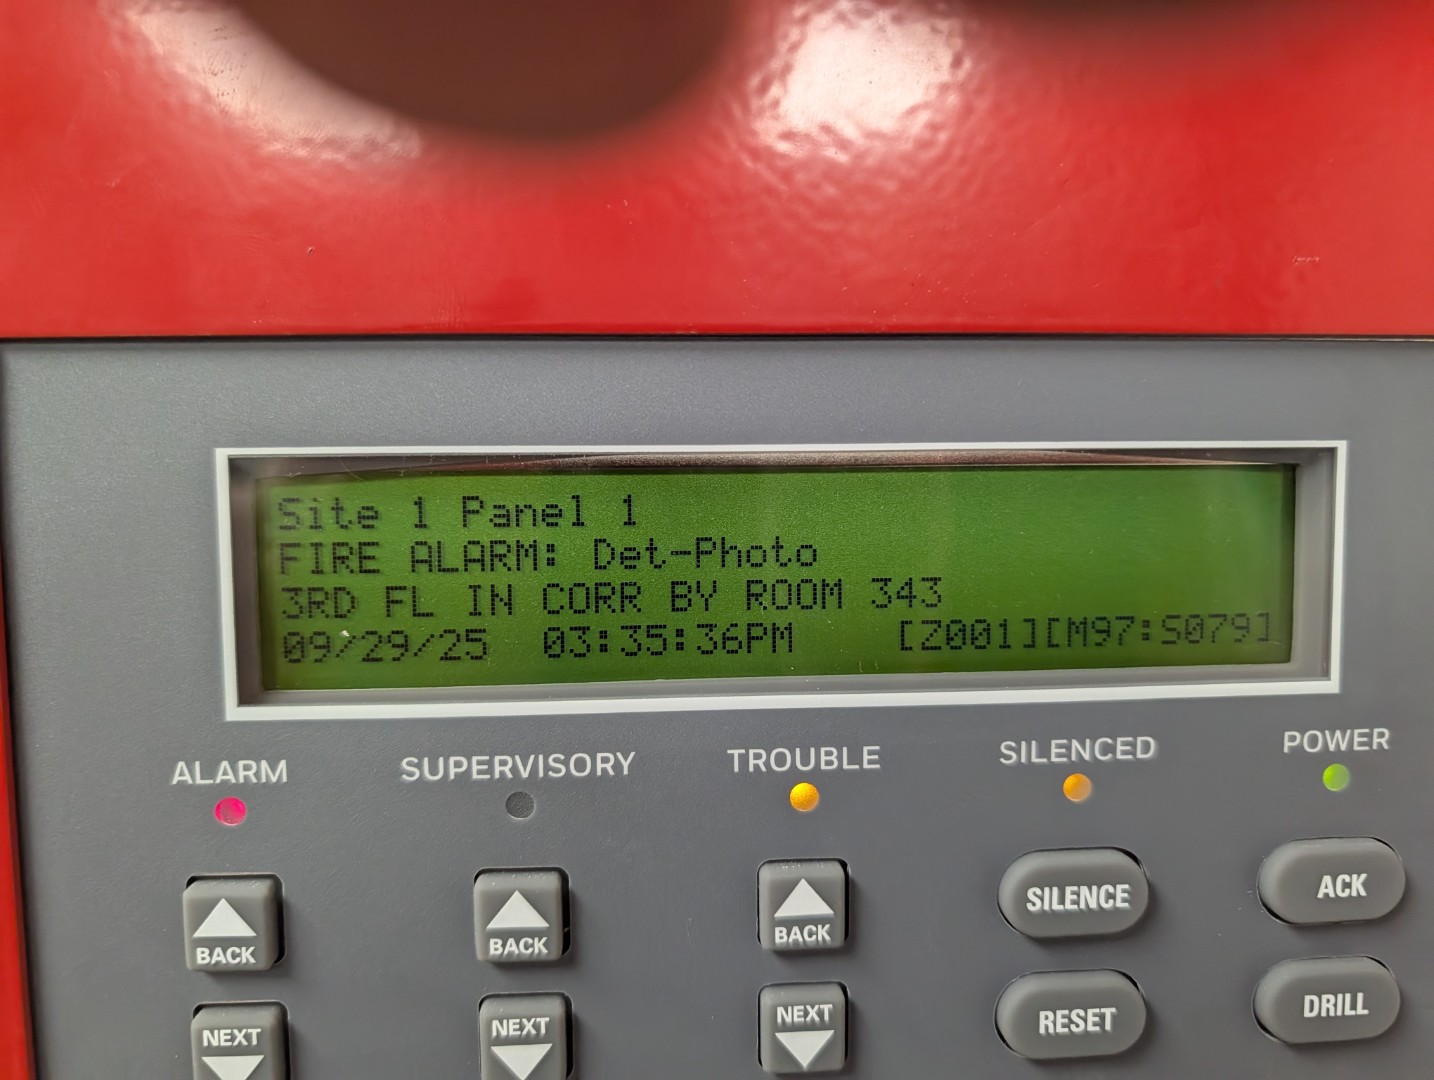 Site 1 Panel 1
FIRE ALARM: Det-Photo
3RD FL IN CORR BY ROOM 343
09/29/25 03:35:36PM [Z001][M97:S079]
ALARM SUPERVISORY TROUBLE SILENCED POWER
BACK BACK BACK SILENCE ACK
NEXT NEXT NEXT RESET DRILL